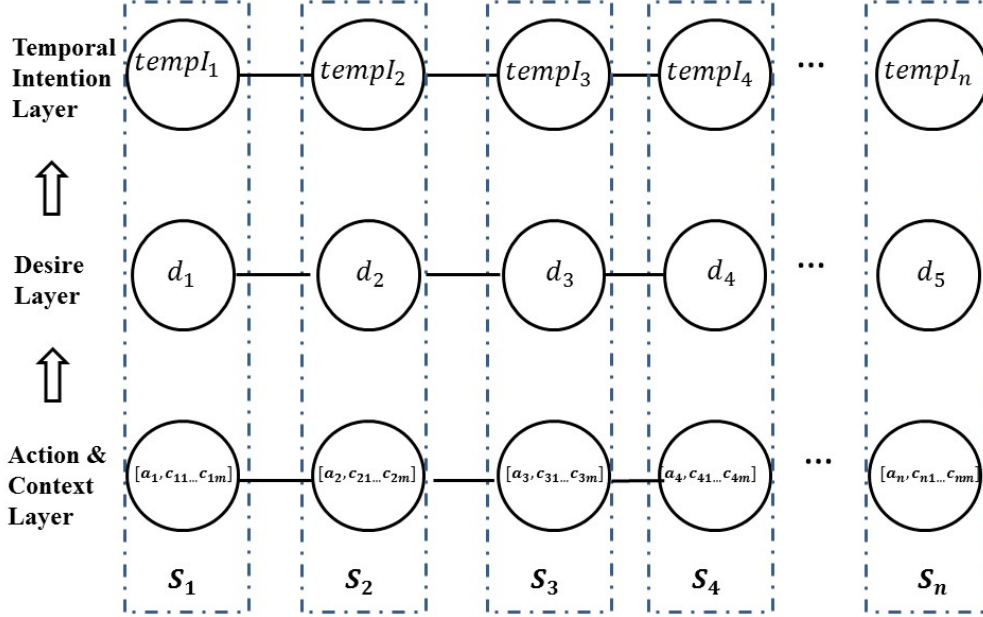 Temporal
Intention
Layer
tempI₁ tempI₂ tempI₃ tempI₄ ... tempIₙ
Desire
Layer
d₁ d₂ d₃ d₄ ... d₅
Action &
Context
Layer
[a₁,c₁₁...c₁ₘ] [a₂,c₂₁...c₂ₘ] [a₃,c₃₁...c₃ₘ] [a₄,c₄₁...c₄ₘ] ... [aₙ,cₙ₁...cₙₘ]
S₁ S₂ S₃ S₄ Sₙ